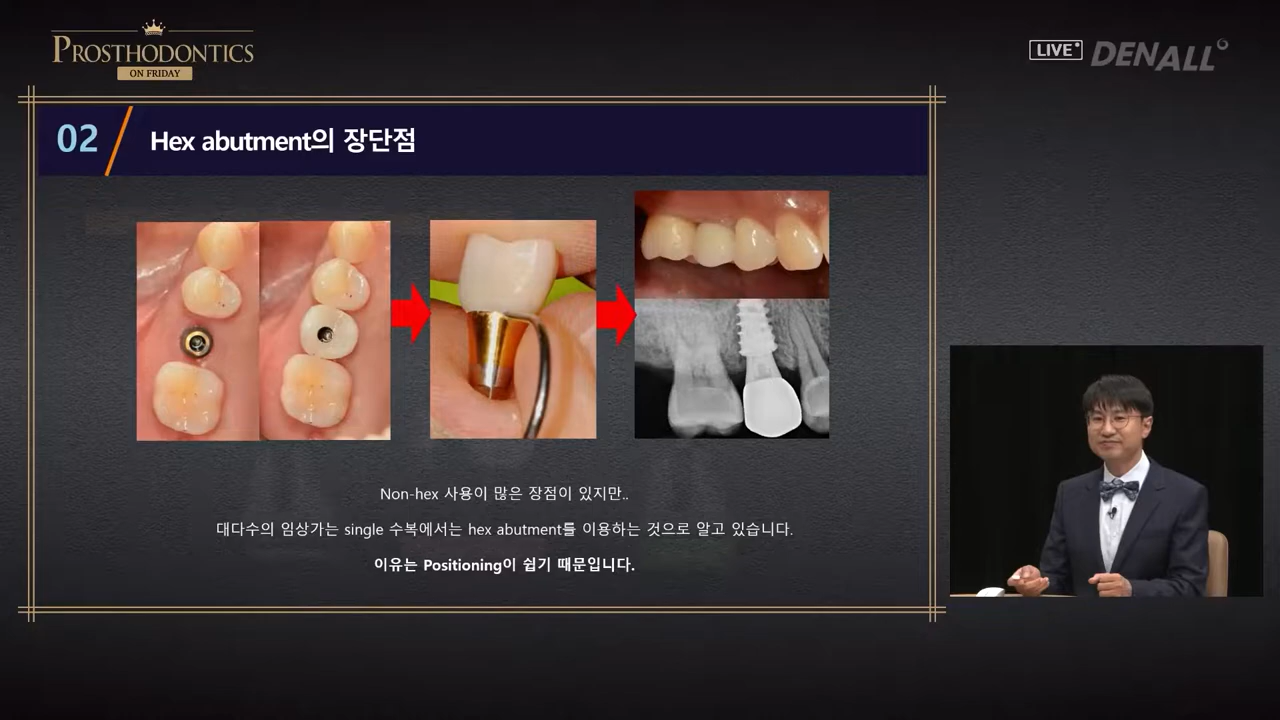 PROSTHODONTICS
ON FRIDAY
LIVE
DENALL
02
Hex abutment의 장단점
Non-hex 사용이 많은 장점이 있지만..
대다수의 임상가는 single 수복에서는 hex abutment를 이용하는 것으로 알고 있습니다.
이유는 Positioning이 쉽기 때문입니다.